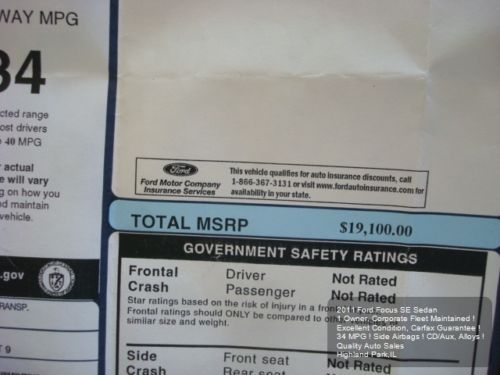 WAY MPG
34
cted range
ost drivers
40 MPG
actual
will vary
g on how you
nd maintain
vehicle.
.gov
TRANSP.
T 9
Ford
Ford Motor Company
Insurance Services
This vehicle qualifies for auto insurance discounts, call
1-866-367-3131 or visit www.fordautoinsurance.com for
availability in your state.
TOTAL MSRP $19,100.00
GOVERNMENT SAFETY RATINGS
Frontal Driver Not Rated
Crash Passenger Not Rated
Star ratings based on the risk of injury in a fron
Frontal ratings should ONLY be compared to oth
similar size and weight.
Side Front seat Not Rated
Crash Rear seat
2011 Ford Focus SE Sedan
1 Owner, Corporate Fleet Maintained !
Excellent Condition, Carfax Guarantee !
34 MPG ! Side Airbags ! CD/Aux, Alloys !
Quality Auto Sales
Highland Park,IL